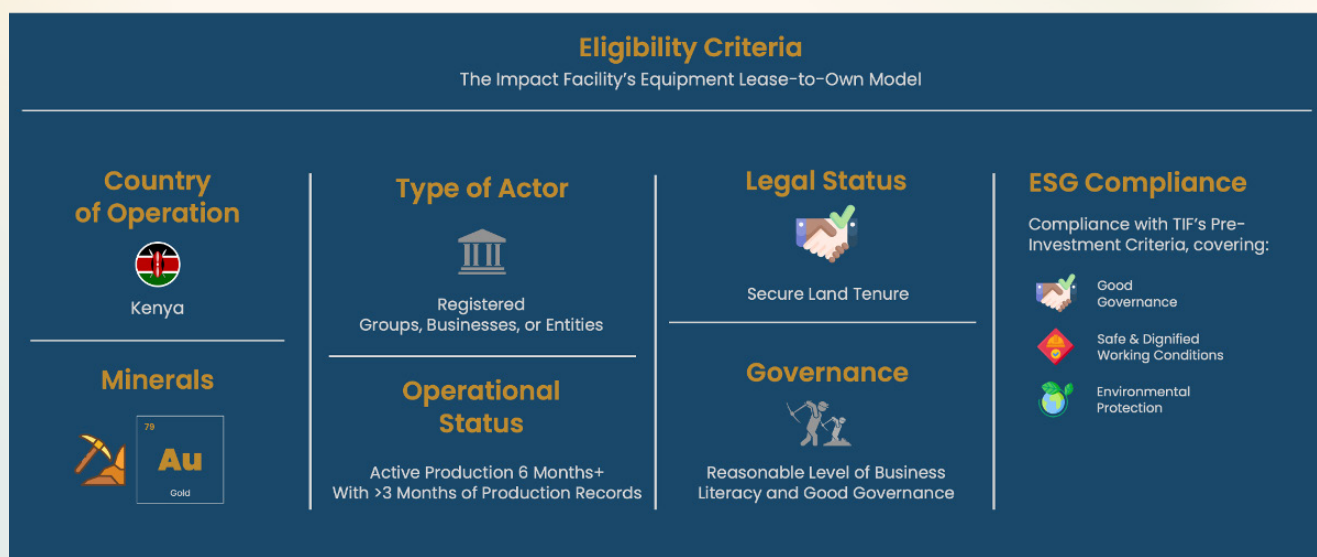 Eligibility Criteria
The Impact Facility's Equipment Lease-to-Own Model
Country
of Operation
Kenya
Minerals
79
Au
Gold
Type of Actor
Registered
Groups, Businesses, or Entities
Operational
Status
Active Production 6 Months+
With >3 Months of Production Records
Legal Status
Secure Land Tenure
Governance
Reasonable Level of Business
Literacy and Good Governance
ESG Compliance
Compliance with TIF's Pre-
Investment Criteria, covering:
Good
Governance
Safe & Dignified
Working Conditions
Environmental
Protection